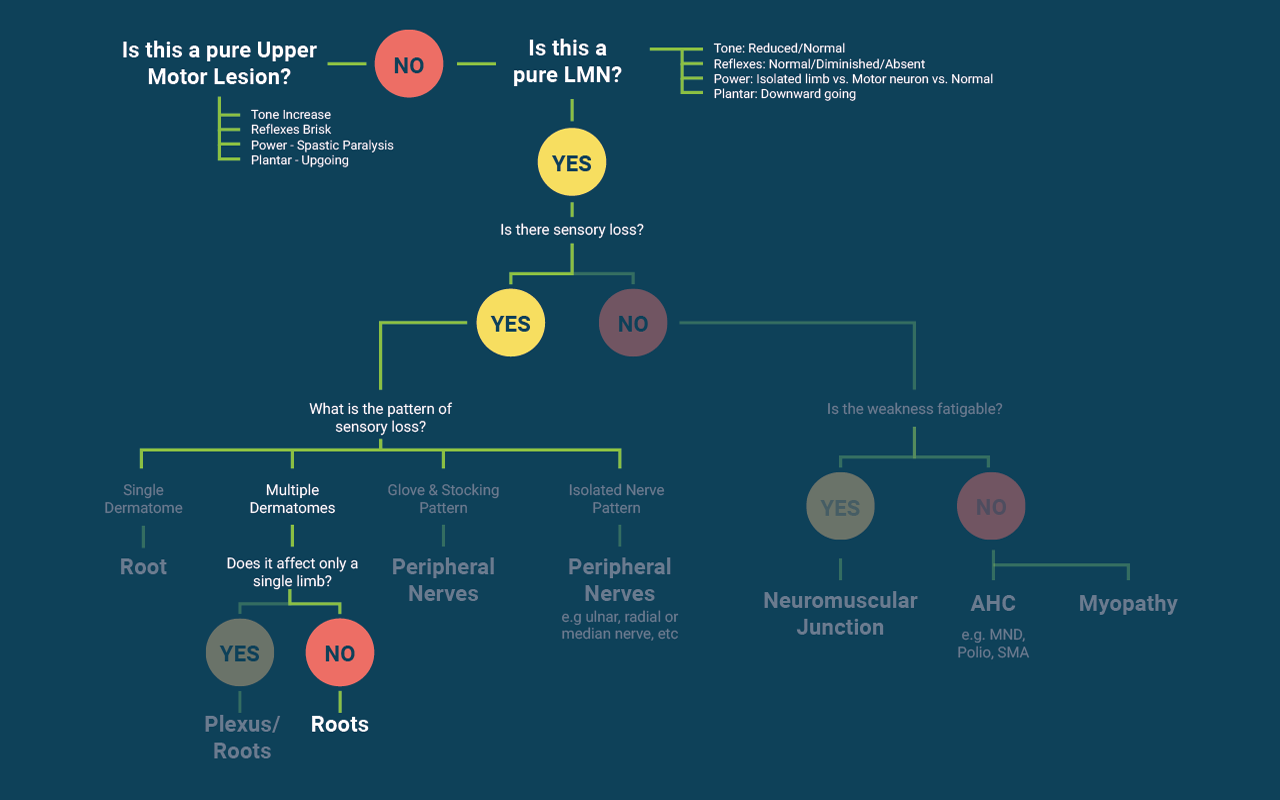 Is this a pure Upper
Motor Lesion?
NO
Is this a
pure LMN?
Tone: Reduced/Normal
Reflexes: Normal/Diminished/Absent
Power: Isolated limb vs. Motor neuron vs. Normal
Plantar: Downward going
Tone Increase
Reflexes Brisk
Power - Spastic Paralysis
Plantar - Upgoing
YES
Is there sensory loss?
YES
NO
What is the pattern of
sensory loss?
Is the weakness fatigable?
Single
Dermatome
Multiple
Dermatomes
Glove & Stocking
Pattern
Isolated Nerve
Pattern
YES
NO
Root
Does it affect only a
single limb?
Peripheral
Nerves
Peripheral
Nerves
e.g ulnar, radial or
median nerve, etc
Neuromuscular
Junction
AHC
e.g. MND,
Polio, SMA
Myopathy
YES
NO
Plexus/
Roots
Roots